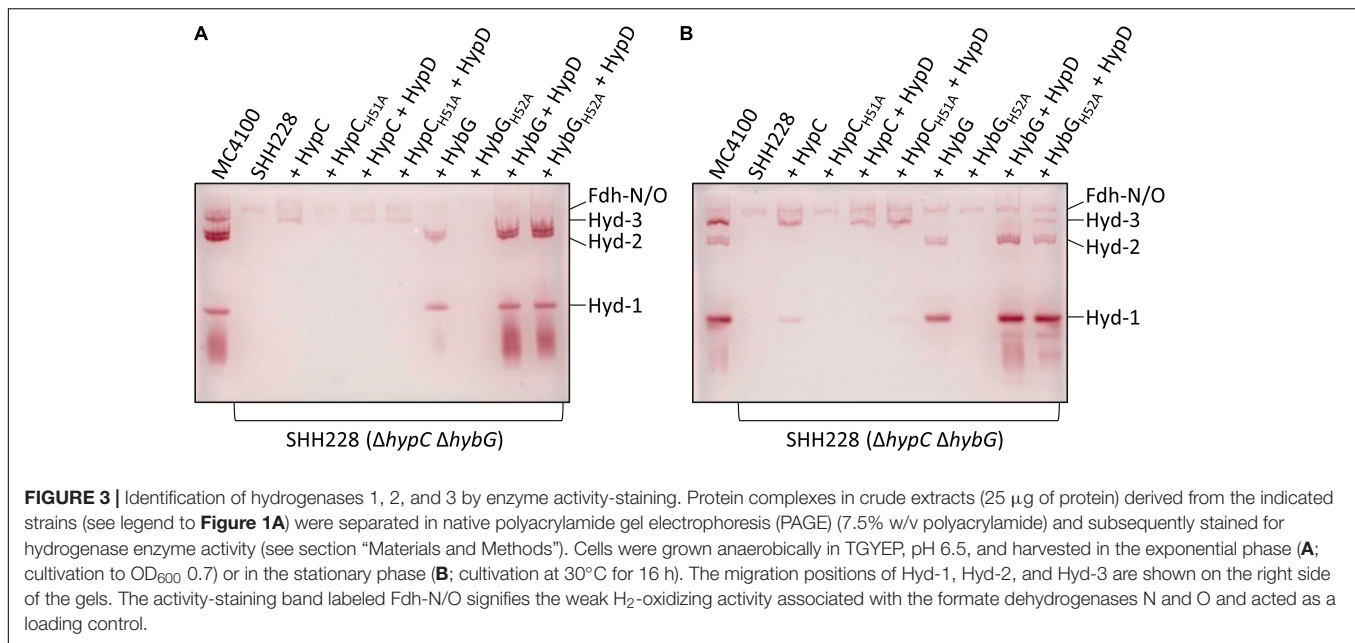 A
MC4100
SHH228
+ HypC
+ HypC_H51A
+ HypC + HypD
+ HypC_H51A + HypD
+ HybG
+ HybG_H52A
+ HybG + HypD
+ HybG_H52A + HypD
Fdh-N/O
Hyd-3
Hyd-2
Hyd-1
SHH228 (ΔhypC ΔhybG)
B
MC4100
SHH228
+ HypC
+ HypC_H51A
+ HypC + HypD
+ HypC_H51A + HypD
+ HybG
+ HybG_H52A
+ HybG + HypD
+ HybG_H52A + HypD
Fdh-N/O
Hyd-3
Hyd-2
Hyd-1
SHH228 (ΔhypC ΔhybG)
FIGURE 3 | Identification of hydrogenases 1, 2, and 3 by enzyme activity-staining. Protein complexes in crude extracts (25 μg of protein) derived from the indicated
strains (see legend to Figure 1A) were separated in native polyacrylamide gel electrophoresis (PAGE) (7.5% w/v polyacrylamide) and subsequently stained for
hydrogenase enzyme activity (see section “Materials and Methods”). Cells were grown anaerobically in TGYEP, pH 6.5, and harvested in the exponential phase (A;
cultivation to OD600 0.7) or in the stationary phase (B; cultivation at 30°C for 16 h). The migration positions of Hyd-1, Hyd-2, and Hyd-3 are shown on the right side
of the gels. The activity-staining band labeled Fdh-N/O signifies the weak H2-oxidizing activity associated with the formate dehydrogenases N and O and acted as a
loading control.